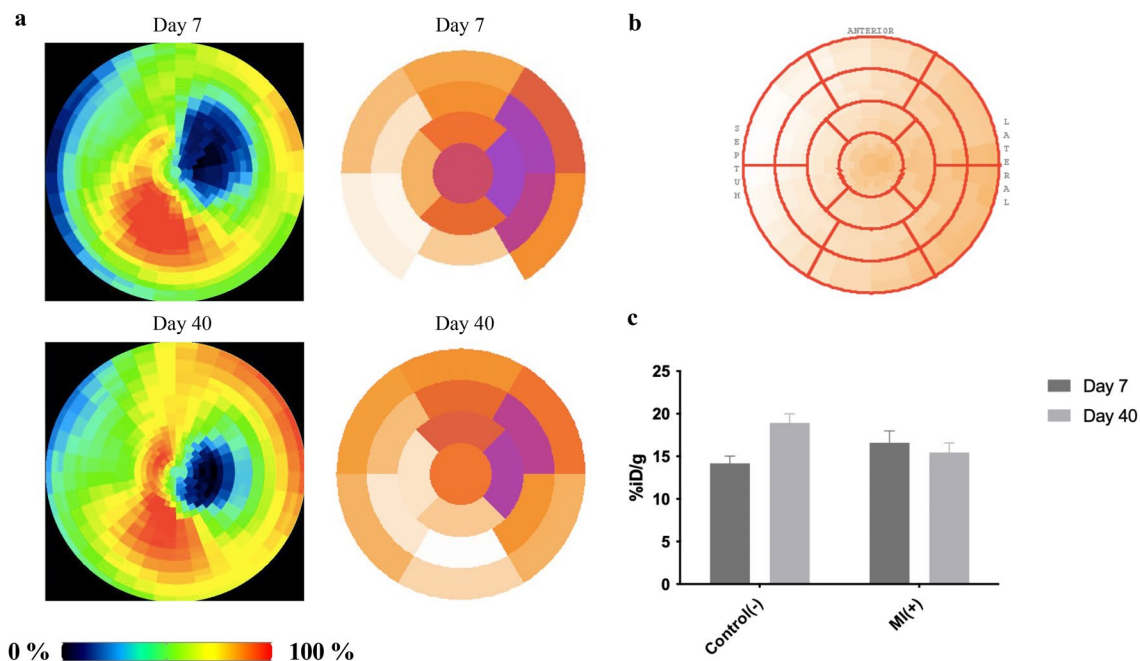 a
Day 7
Day 7
Day 40
Day 40
0 %
100 %
b
ANTERIOR
SEPTUM
LATERAL
c
25
20
15
10
5
0
%iD/g
Control(-)
MI(+)
Day 7
Day 40